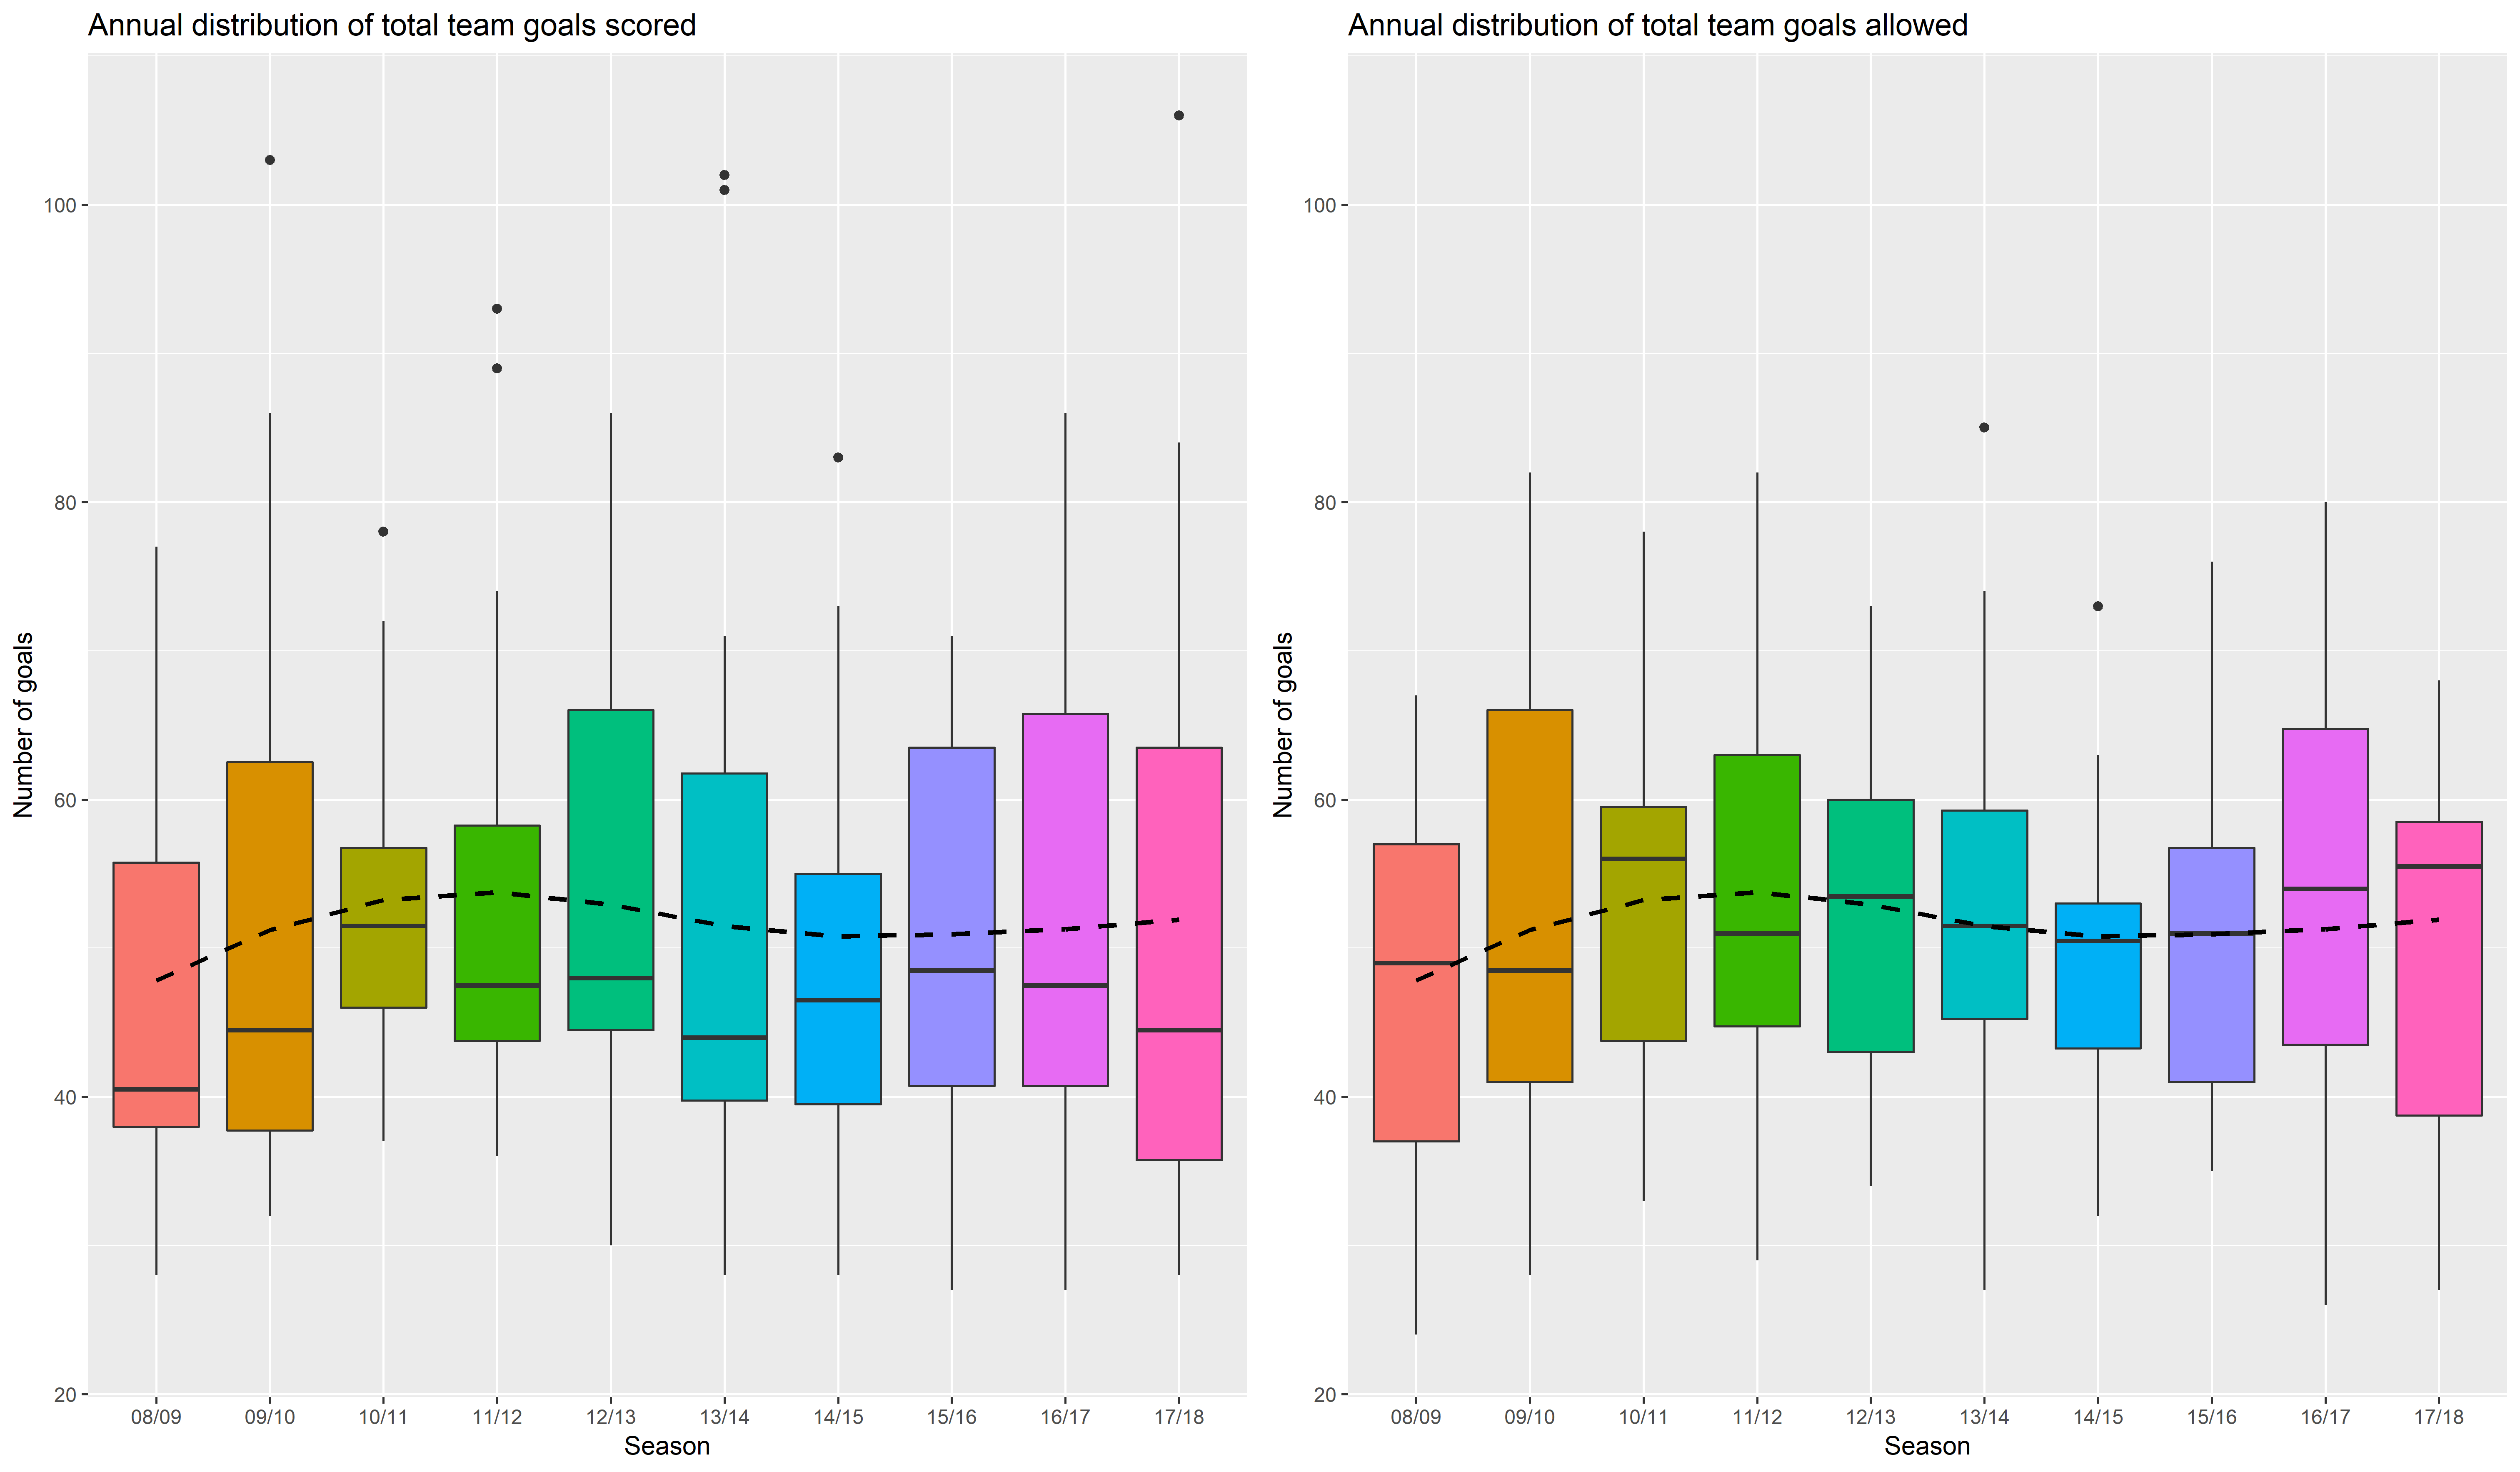 Annual distribution of total team goals scored
Number of goals
100
80
60
40
20
08/09 09/10 10/11 11/12 12/13 13/14 14/15 15/16 16/17 17/18
Season
Annual distribution of total team goals allowed
Number of goals
100
80
60
40
20
08/09 09/10 10/11 11/12 12/13 13/14 14/15 15/16 16/17 17/18
Season